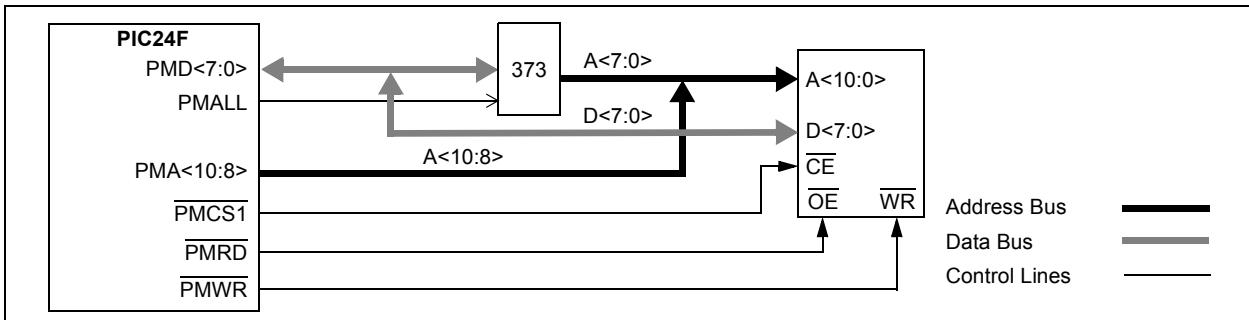 PIC24F
PMD<7:0>
PMALL
PMA<10:8>
PMCS1
PMRD
PMWR
373
A<7:0>
D<7:0>
A<10:8>
A<10:0>
D<7:0>
CE
OE WR
Address Bus
Data Bus
Control Lines